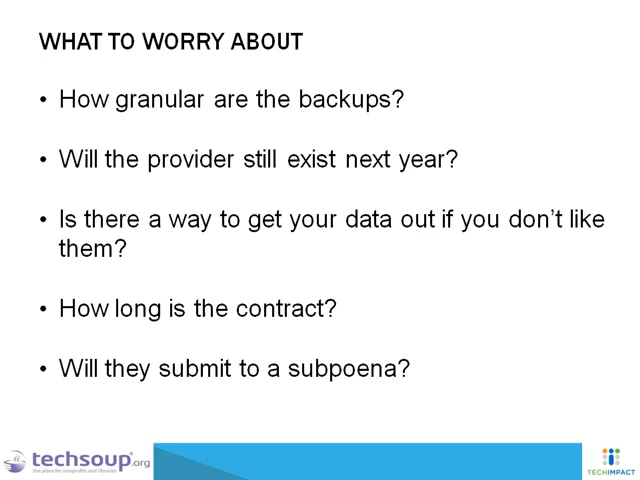 WHAT TO WORRY ABOUT
• How granular are the backups?
• Will the provider still exist next year?
• Is there a way to get your data out if you don’t like
them?
• How long is the contract?
• Will they submit to a subpoena?
techsoup.org
the place for nonprofits and libraries
TECHIMPACT